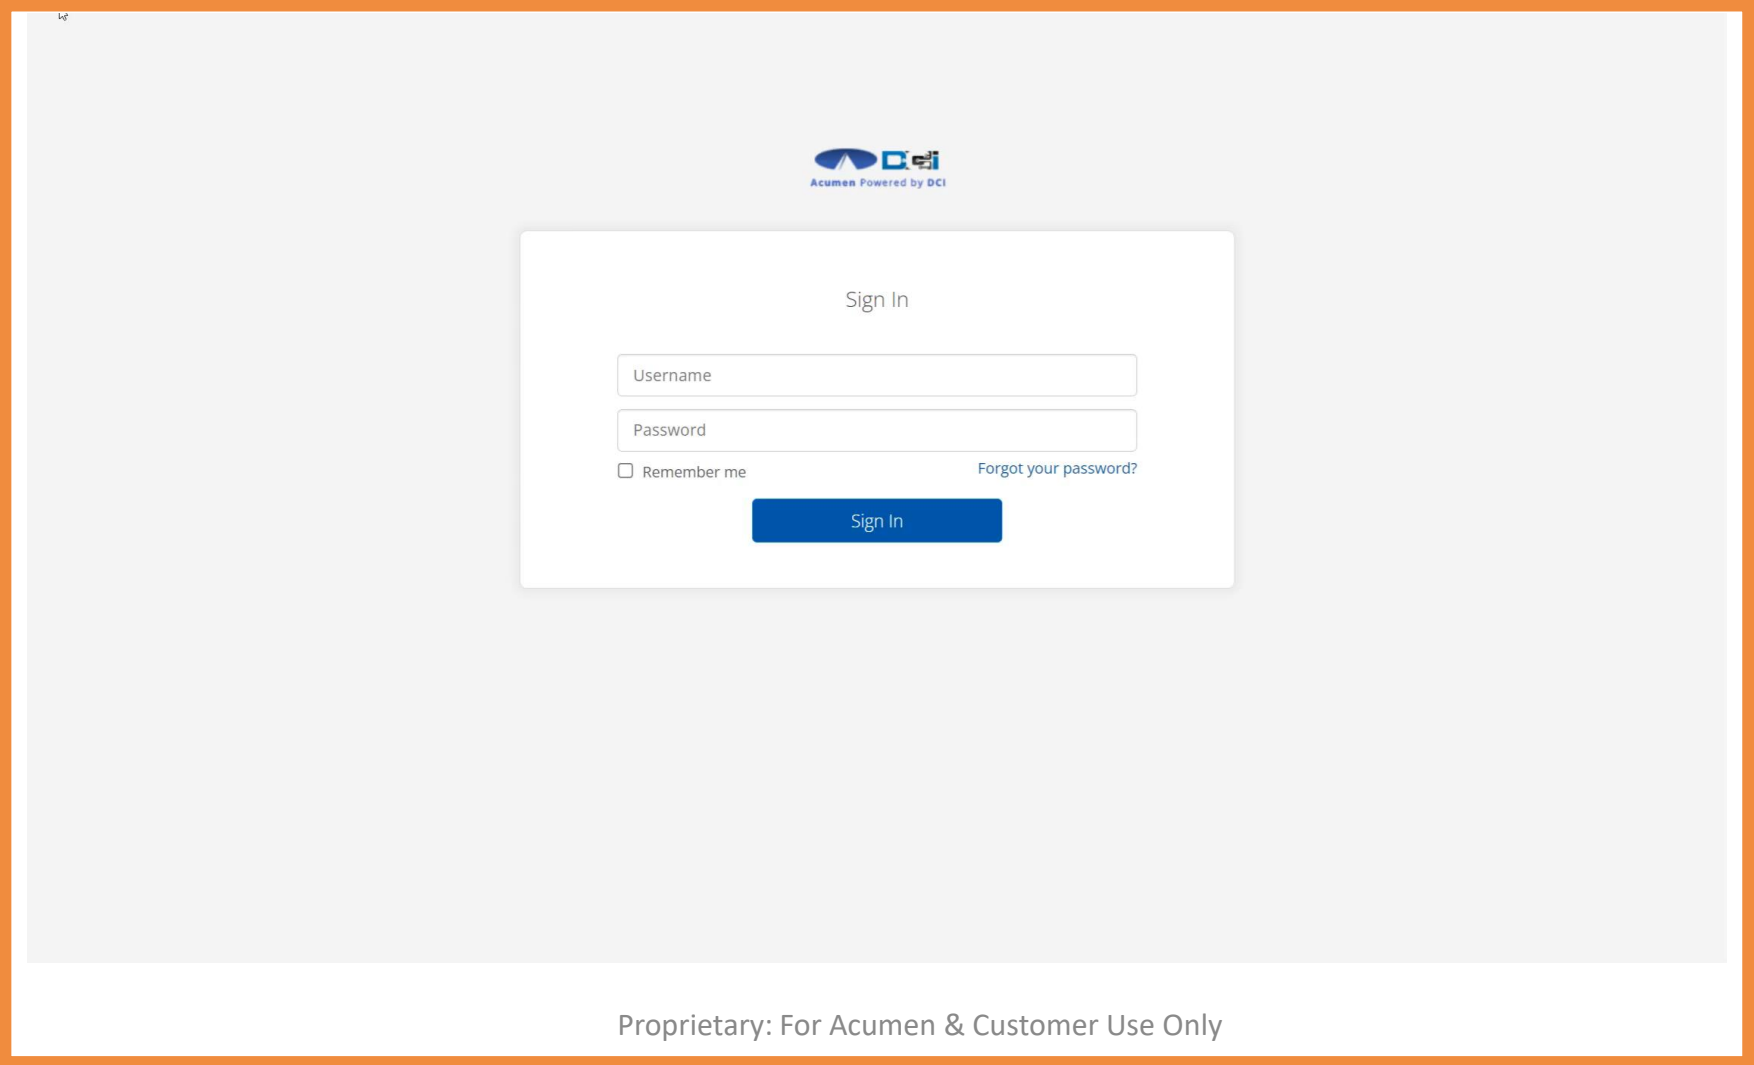 DCI
Acumen Powered by DCI
Sign In
Username
Password
Remember me
Forgot your password?
Sign In
Proprietary: For Acumen & Customer Use Only